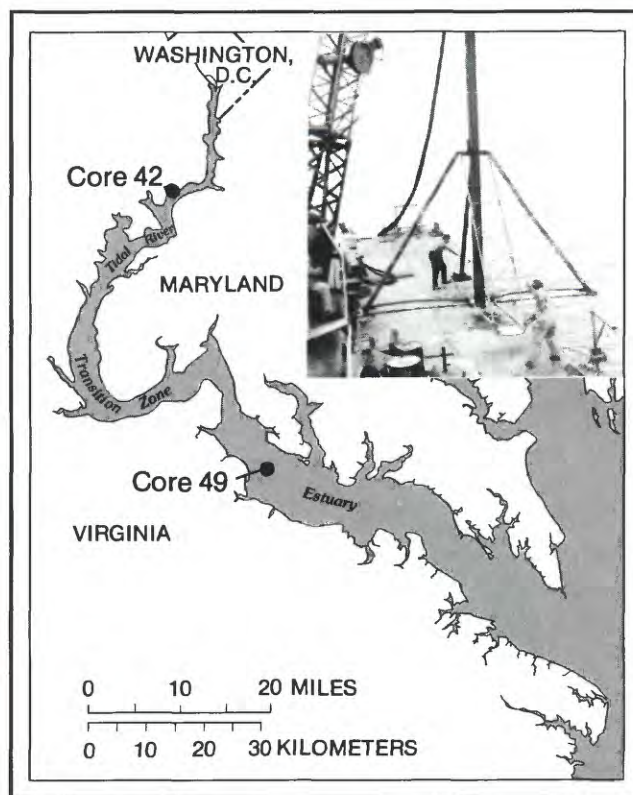 WASHINGTON,
D.C.
Core 42
Tidal River
MARYLAND
Transition Zone
Core 49
Estuary
VIRGINIA
0 10 20 MILES
0 10 20 30 KILOMETERS